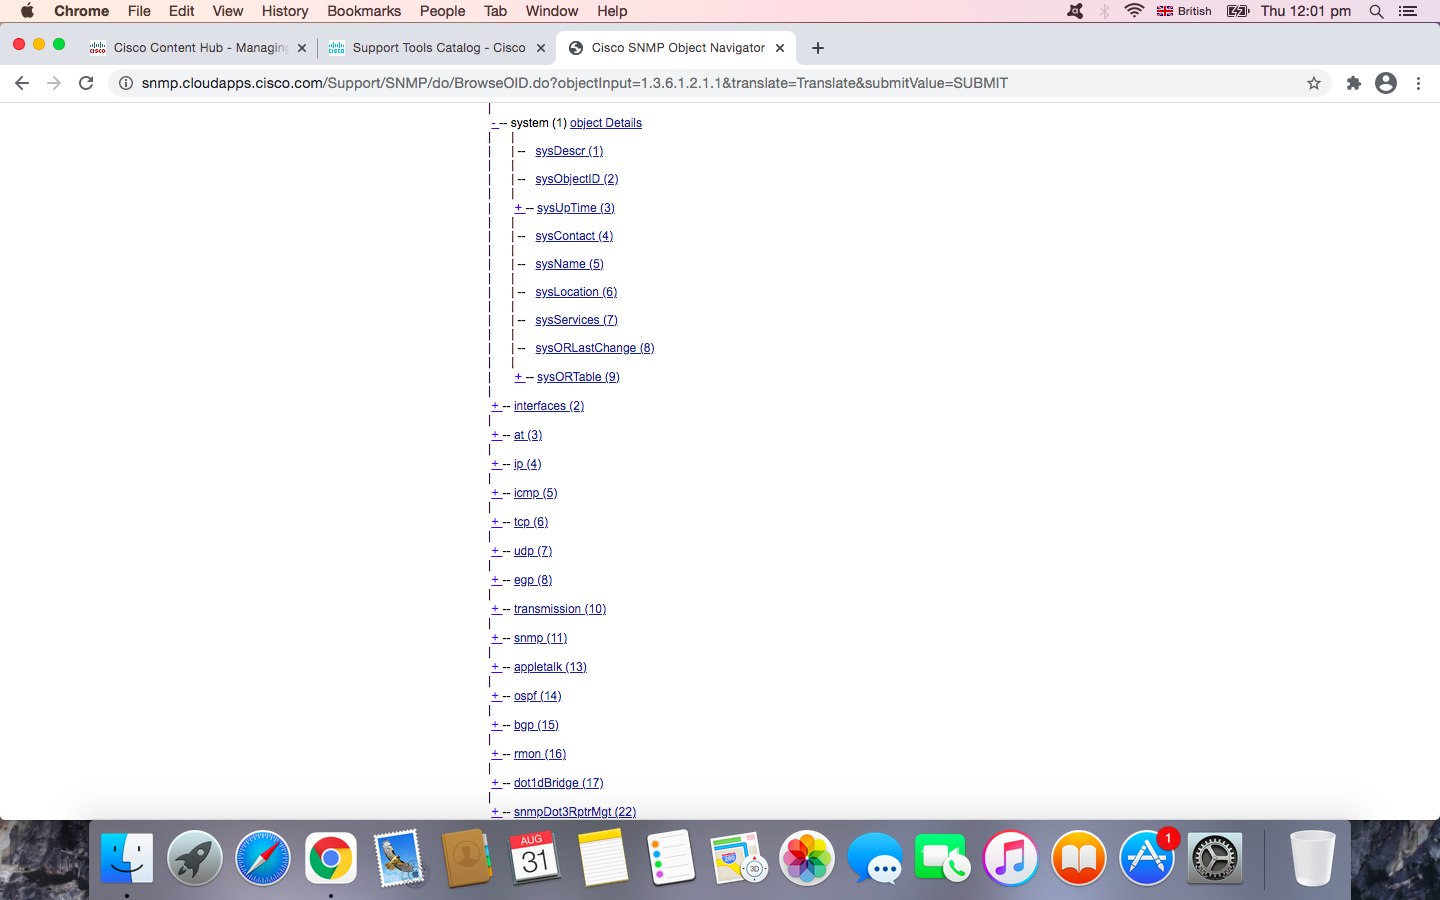 Chrome File Edit View History Bookmarks People Tab Window Help British Thu 12:01 pm
Cisco Content Hub - Managing Support Tools Catalog - Cisco Cisco SNMP Object Navigator
snmp.cloudapps.cisco.com/Support/SNMP/do/BrowseOID.do?objectInput=1.3.6.1.2.1.1&translate=Translate&submitValue=SUBMIT
- -- system (1) object Details
-- sysDescr (1)
-- sysObjectID (2)
+ -- sysUpTime (3)
-- sysContact (4)
-- sysName (5)
-- sysLocation (6)
-- sysServices (7)
-- sysORLastChange (8)
+ -- sysORTable (9)
+ -- interfaces (2)
+ -- at (3)
+ -- ip (4)
+ -- icmp (5)
+ -- tcp (6)
+ -- udp (7)
+ -- egp (8)
+ -- transmission (10)
+ -- snmp (11)
+ -- appletalk (13)
+ -- ospf (14)
+ -- bgp (15)
+ -- rmon (16)
+ -- dot1dBridge (17)
+ -- snmpDot3RptrMgt (22)
AUG
31
280
3D
1